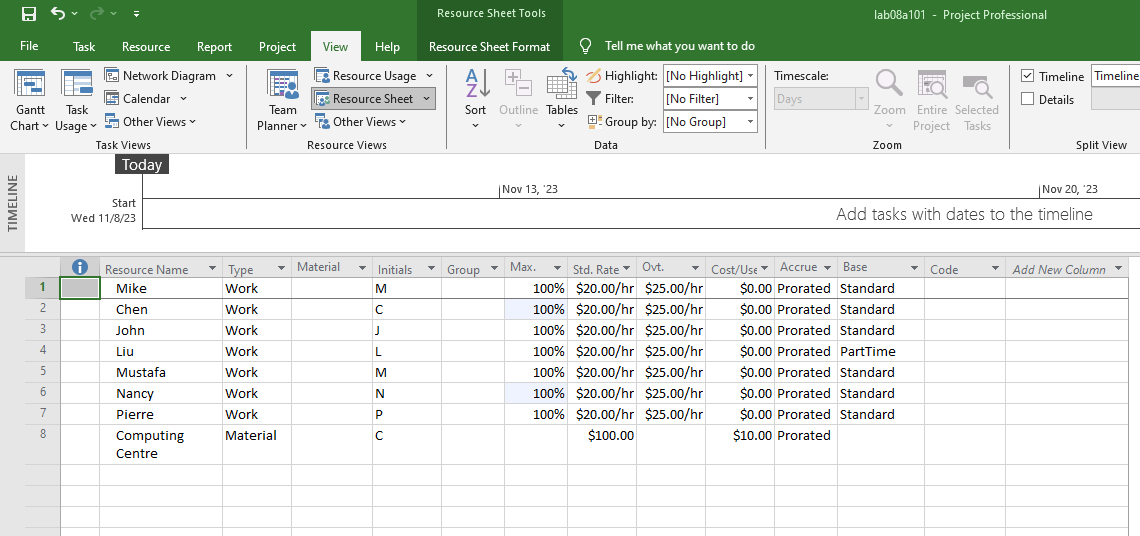 Resource Sheet Tools
lab08a101 - Project Professional
File Task Resource Report Project View Help Resource Sheet Format Tell me what you want to do
Gantt Chart
Task Usage
Network Diagram
Calendar
Other Views
Task Views
Team Planner
Resource Usage
Resource Sheet
Other Views
Resource Views
Sort
Outline
Tables
Highlight: [No Highlight]
Filter: [No Filter]
Group by: [No Group]
Data
Timescale:
Days
Zoom
Entire Project
Selected Tasks
Zoom
Timeline Timeline
Details
Split View
TIMELINE
Today
Start
Wed 11/8/23
Nov 13, '23 Nov 20, '23
Add tasks with dates to the timeline
Resource Name Type Material Initials Group Max. Std. Rate Ovt. Cost/Use Accrue Base Code Add New Column
1 Mike Work M 100% $20.00/hr $25.00/hr $0.00 Prorated Standard
2 Chen Work C 100% $20.00/hr $25.00/hr $0.00 Prorated Standard
3 John Work J 100% $20.00/hr $25.00/hr $0.00 Prorated Standard
4 Liu Work L 100% $20.00/hr $25.00/hr $0.00 Prorated PartTime
5 Mustafa Work M 100% $20.00/hr $25.00/hr $0.00 Prorated Standard
6 Nancy Work N 100% $20.00/hr $25.00/hr $0.00 Prorated Standard
7 Pierre Work P 100% $20.00/hr $25.00/hr $0.00 Prorated Standard
8 Computing Material C $100.00 $10.00 Prorated
Centre